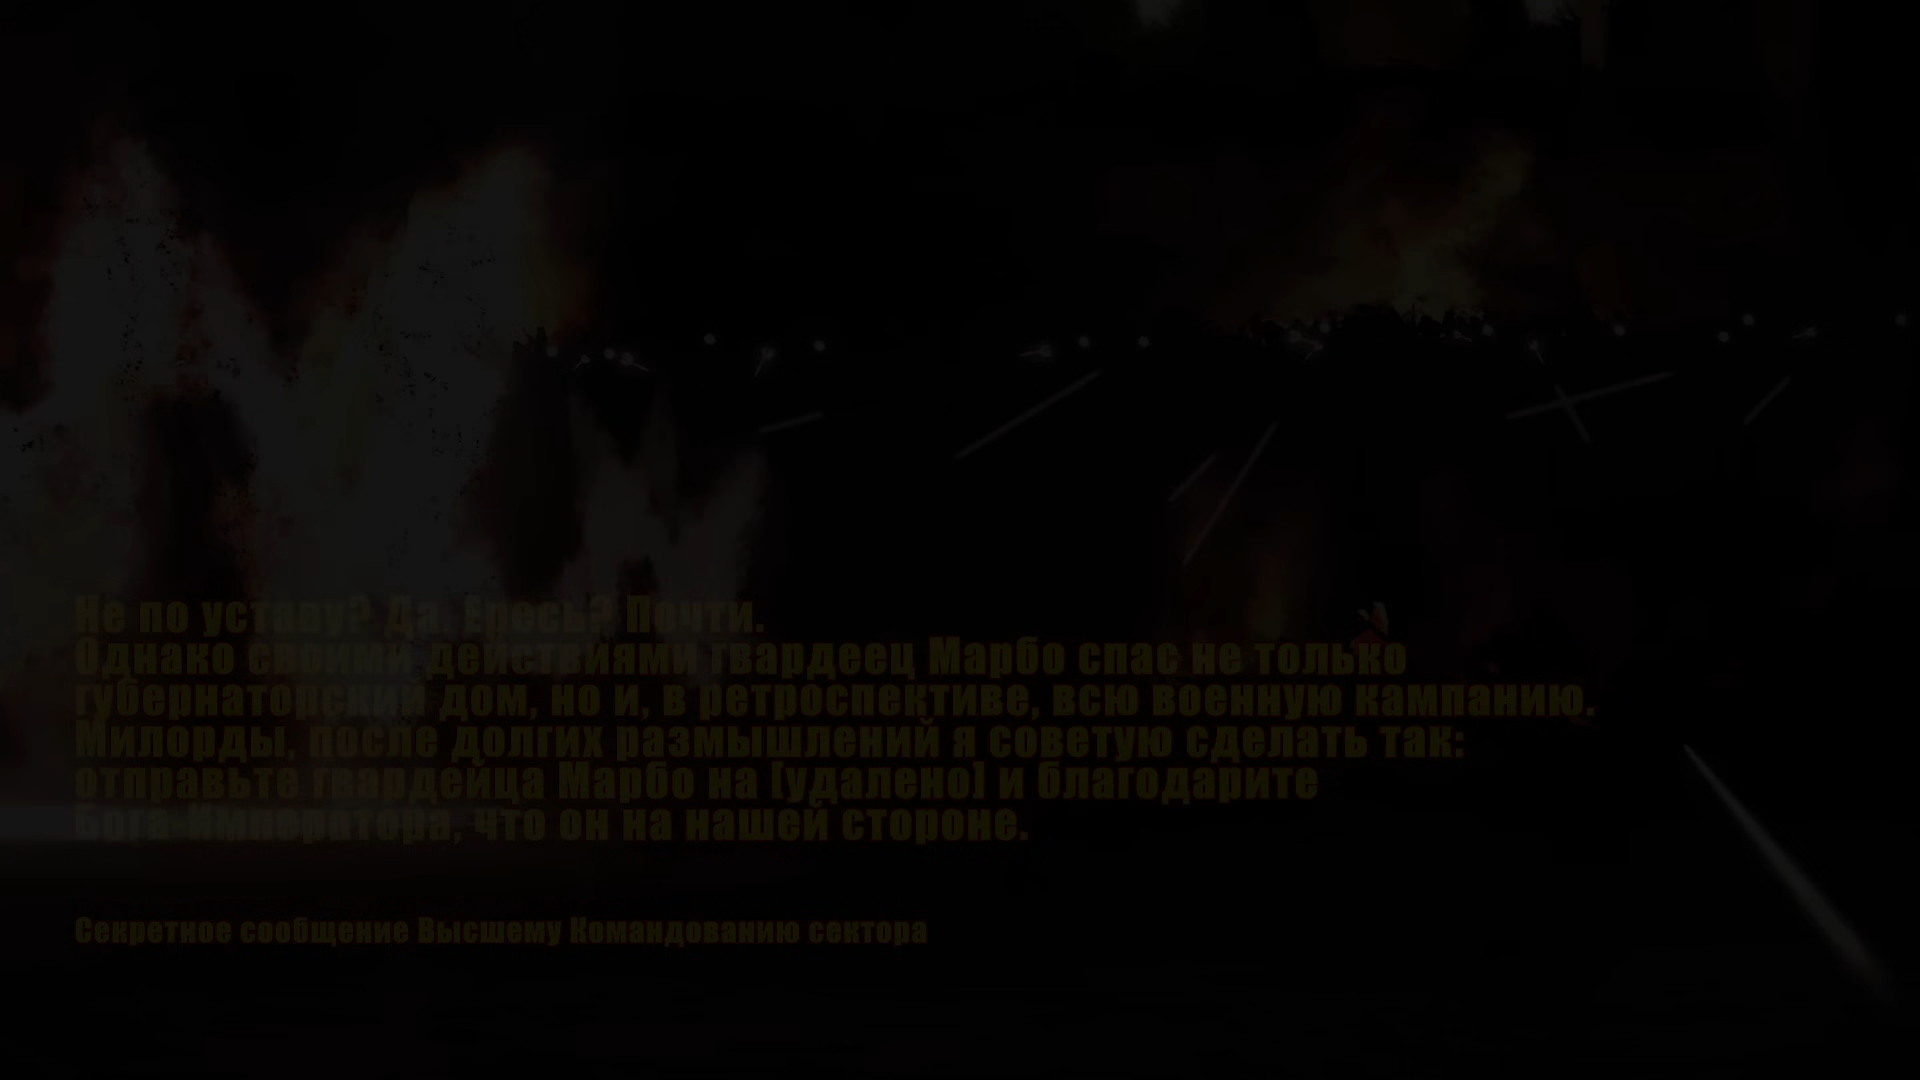 Не по уставу? Да. Ересь? Почти.
Однако своими действиями гвардеец Марбо спас не только
губернаторский дом, но и, в ретроспективе, всю военную кампанию.
Милорды, после долгих размышлений я советую сделать так:
отправьте гвардейца Марбо на [удалено] и благодарите
Бога-Императора, что он на нашей стороне.
Секретное сообщение Высшему Командованию сектора